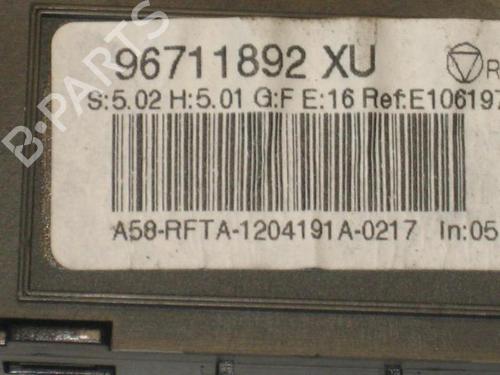 96711892 XU
R
S:5.02 H:5.01 G:F E:16 Ref:E106197
A58-RFTA-1204191A-0217 In:05
B-PARTS